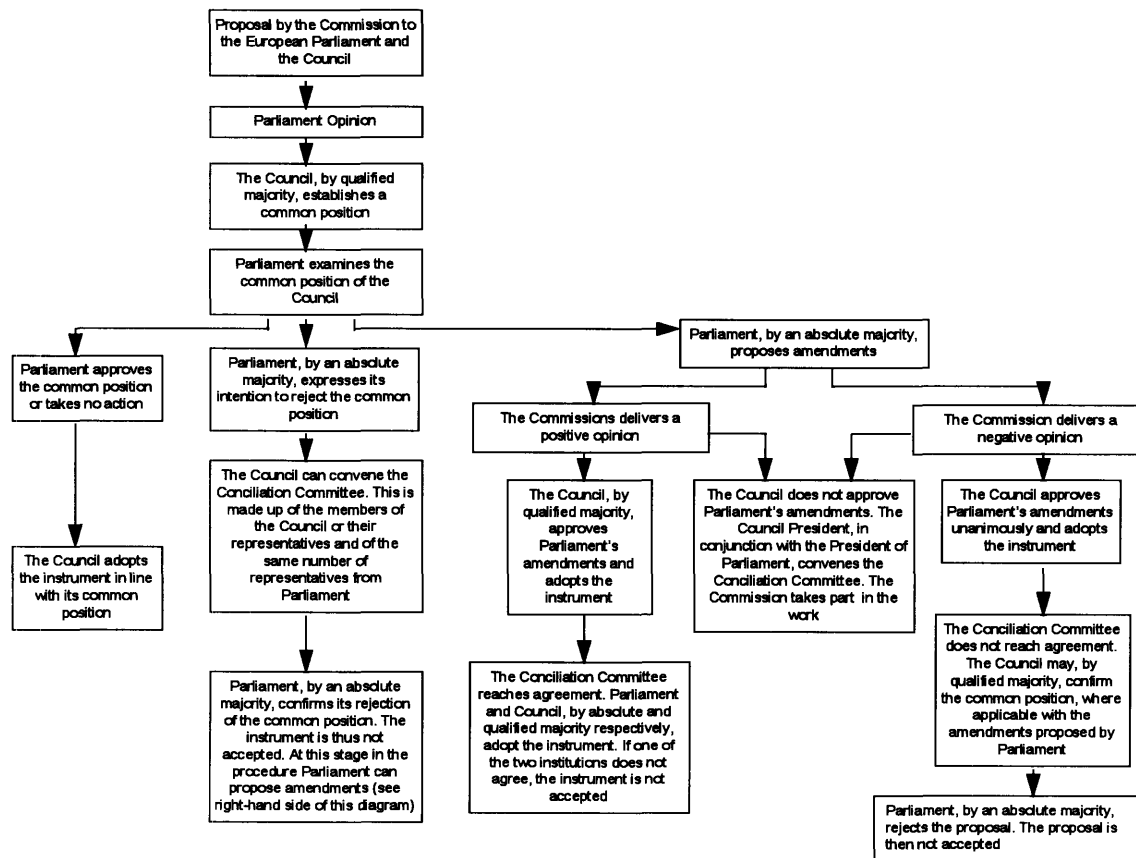 Proposal by the Commission to
the European Parliament and
the Council
Parliament Opinion
The Council, by qualified
majority, establishes a
common position
Parliament examines the
common position of the
Council
Parliament approves
the common position
or takes no action
The Council adopts
the instrument in line
with its common
position
Parliament, by an absolute
majority, expresses its
intention to reject the common
position
The Council can convene the
Conciliation Committee. This is
made up of the members of
the Council or their
representatives and of the
same number of
representatives from
Parliament
Parliament, by an absolute
majority, confirms its rejection
of the common position. The
instrument is thus not
accepted. At this stage in the
procedure Parliament can
propose amendments (see
right-hand side of this diagram)
Parliament, by an absolute majority,
proposes amendments
The Commissions delivers a
positive opinion
The Council, by
qualified majority,
approves
Parliament's
amendments and
adopts the
instrument
The Conciliation Committee
reaches agreement. Parliament
and Council, by absolute and
qualified majority respectively,
adopt the instrument. If one of
the two institutions does not
agree, the instrument is not
accepted
The Council does not approve
Parliament's amendments. The
Council President, in
conjunction with the President of
Parliament, convenes the
Conciliation Committee. The
Commission takes part in the
work
The Commission delivers a
negative opinion
The Council approves
Parliament's amendments
unanimously and adopts
the instrument
The Conciliation Committee
does not reach agreement.
The Council may, by
qualified majority, confirm
the common position, where
applicable with the
amendments proposed by
Parliament
Parliament, by an absolute majority,
rejects the proposal. The proposal is
then not accepted